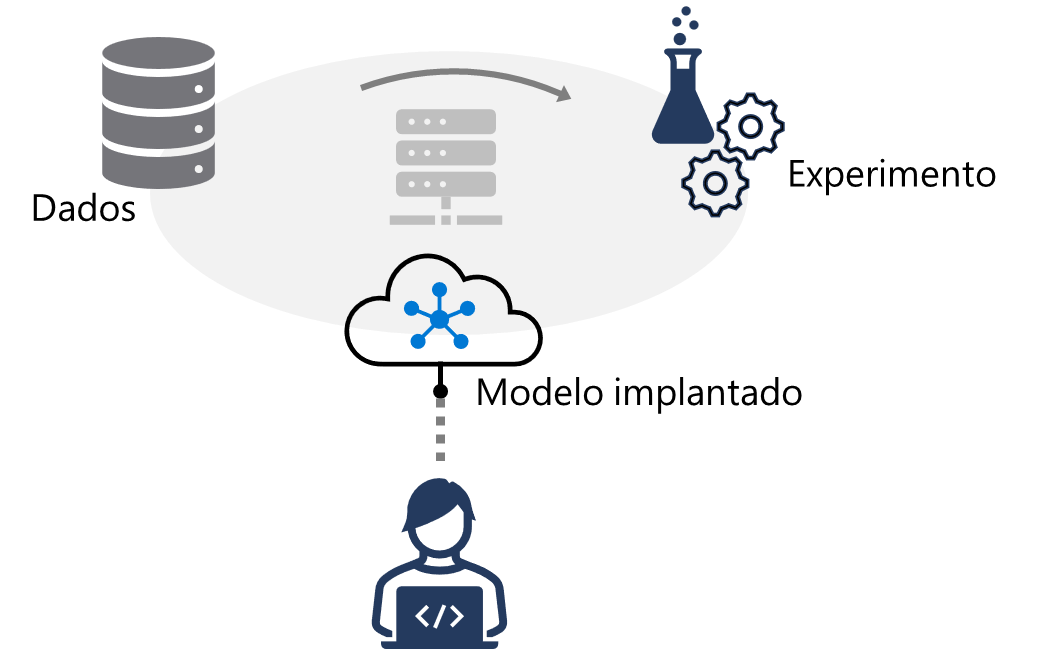 Experimento
Dados
Modelo implantado
</>